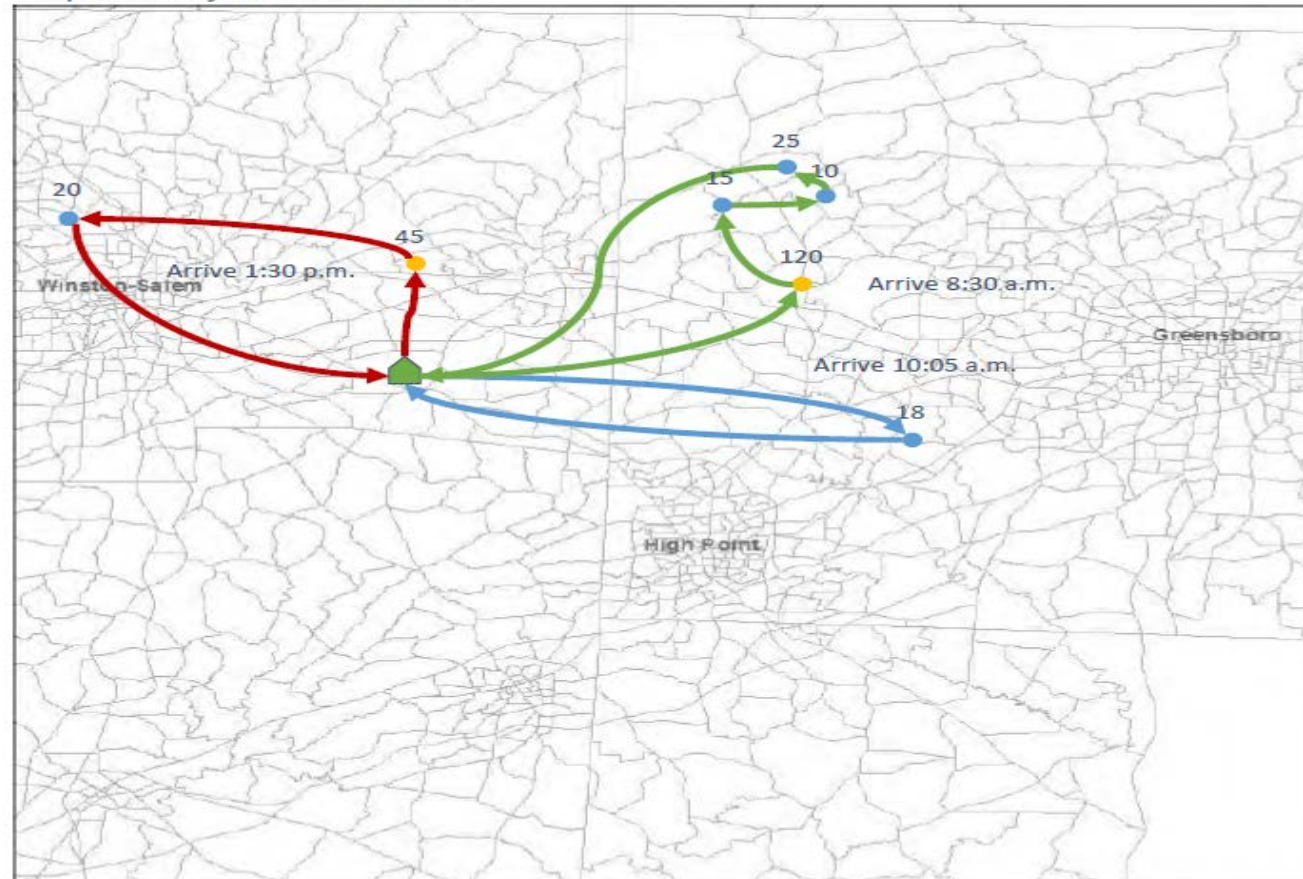 25
15
10
20
45
120
Arrive 1:30 p.m.
Winston-Salem
Arrive 8:30 a.m.
Greensboro
Arrive 10:05 a.m.
18
High Point